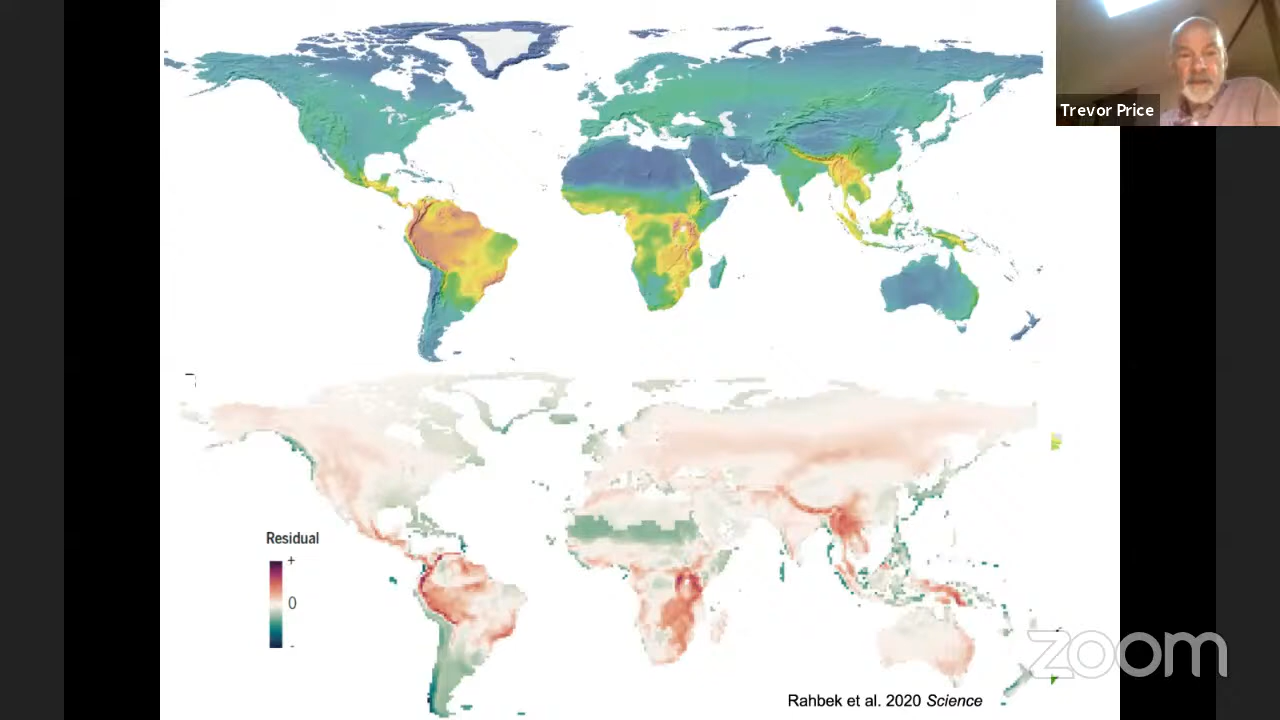 Trevor Price
Residual
+
0
-
Rahbek et al. 2020 Science
zoom